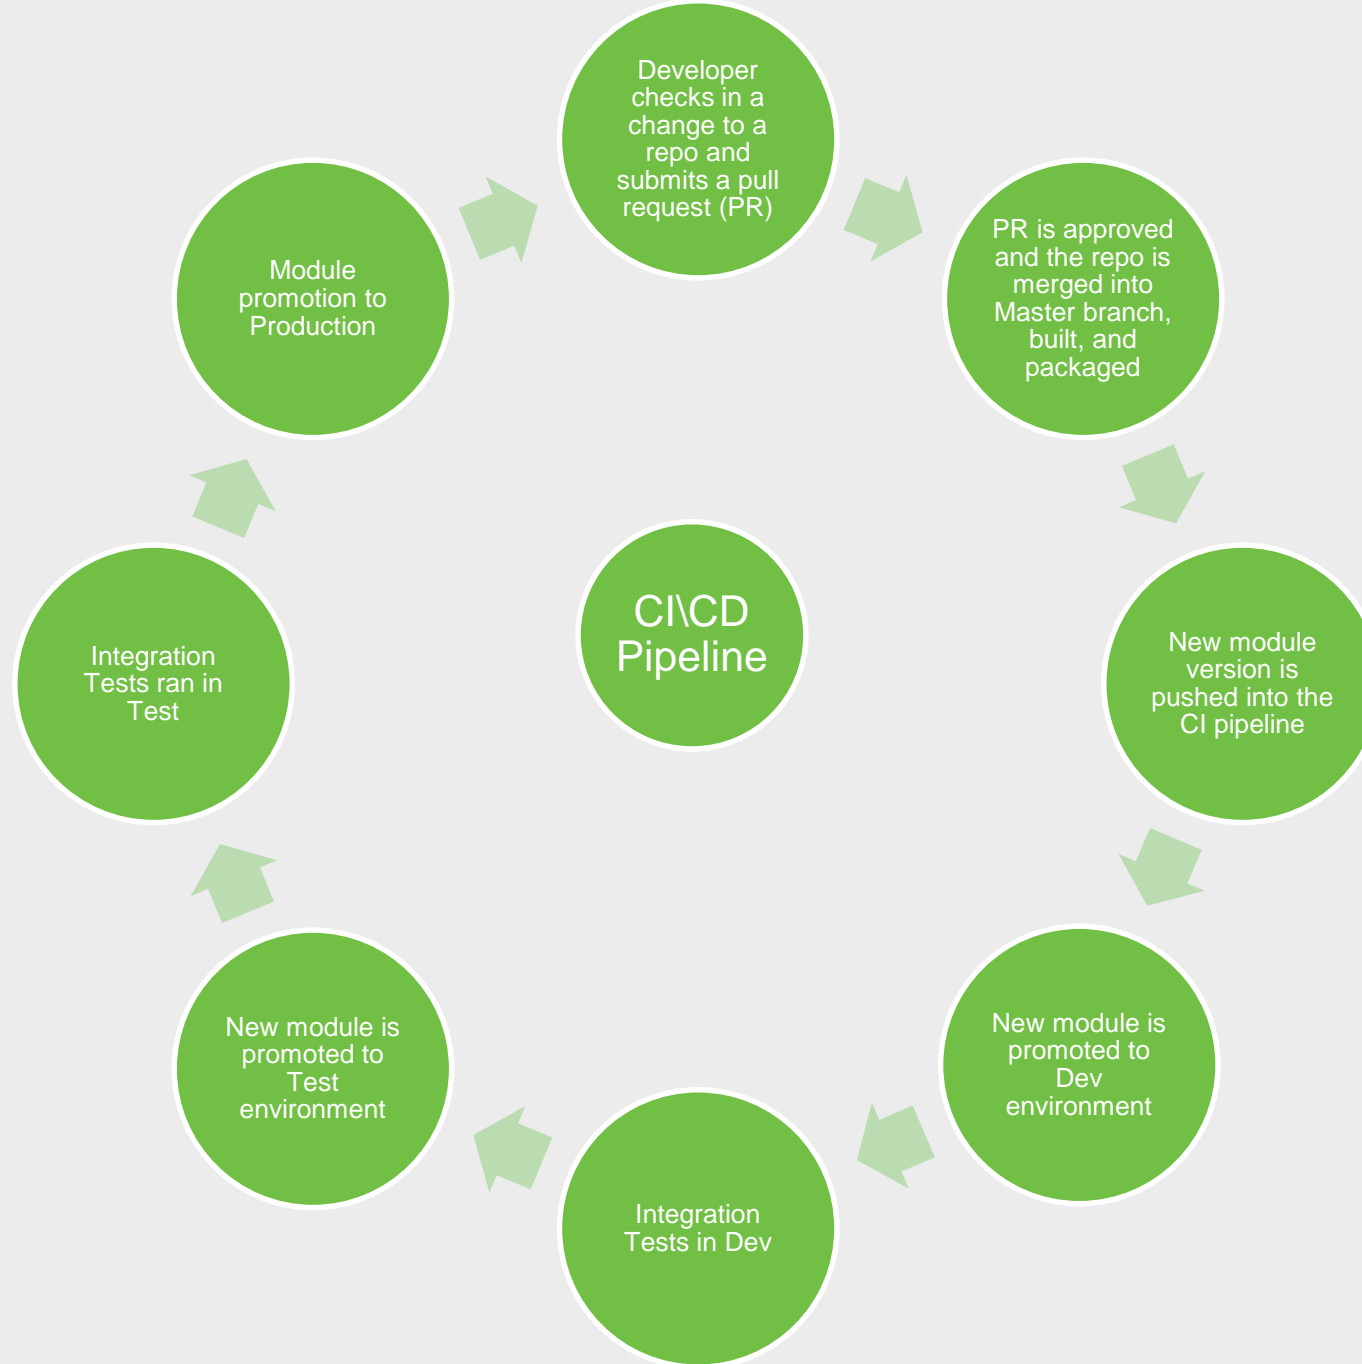 Developer
checks in a
change to a
repo and
submits a pull
request (PR)
PR is approved
and the repo is
merged into
Master branch,
built, and
packaged
New module
version is
pushed into the
CI pipeline
New module is
promoted to
Dev
environment
Integration
Tests in Dev
New module is
promoted to
Test
environment
Integration
Tests ran in
Test
Module
promotion to
Production
CI\CD
Pipeline